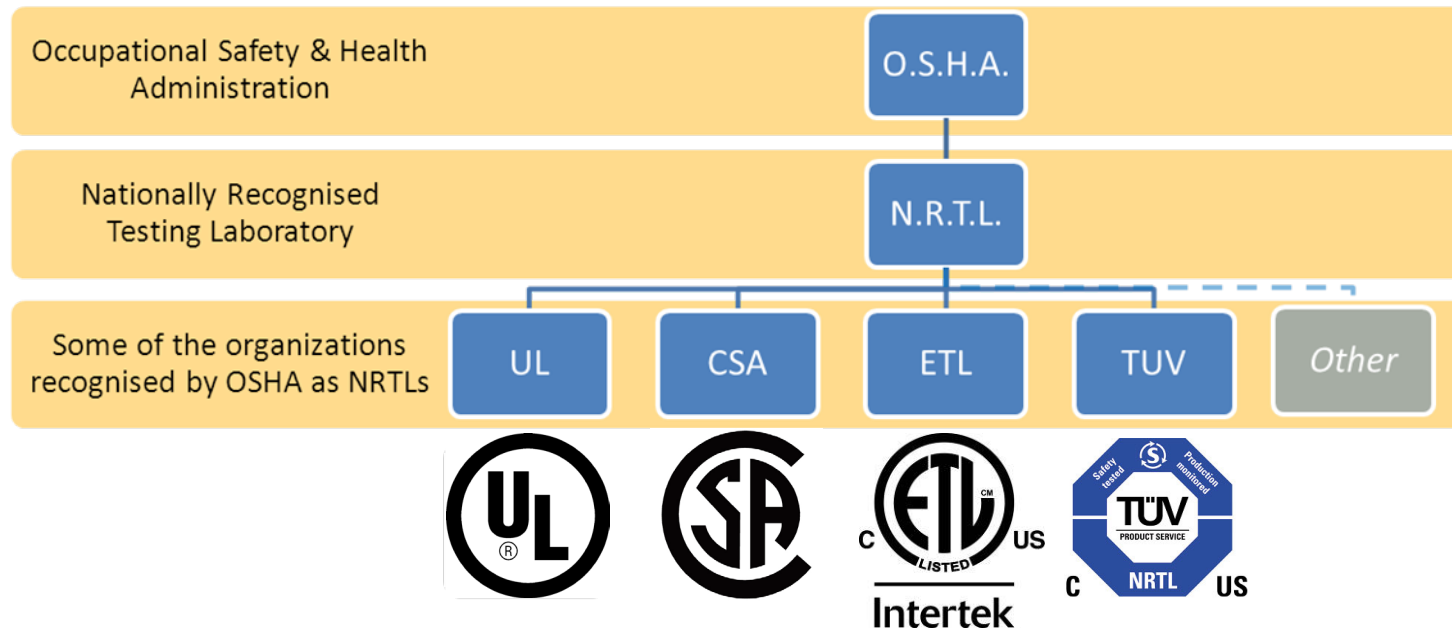 Occupational Safety & Health
Administration
O.S.H.A.
Nationally Recognised
Testing Laboratory
N.R.T.L.
Some of the organizations
recognised by OSHA as NRTLs
UL
CSA
ETL
TUV
Other
UL
®
CSA
ETL
CM
C
US
LISTED
Intertek
Safety
tested
S
Production
monitored
TÜV
PRODUCT SERVICE
C
NRTL
US